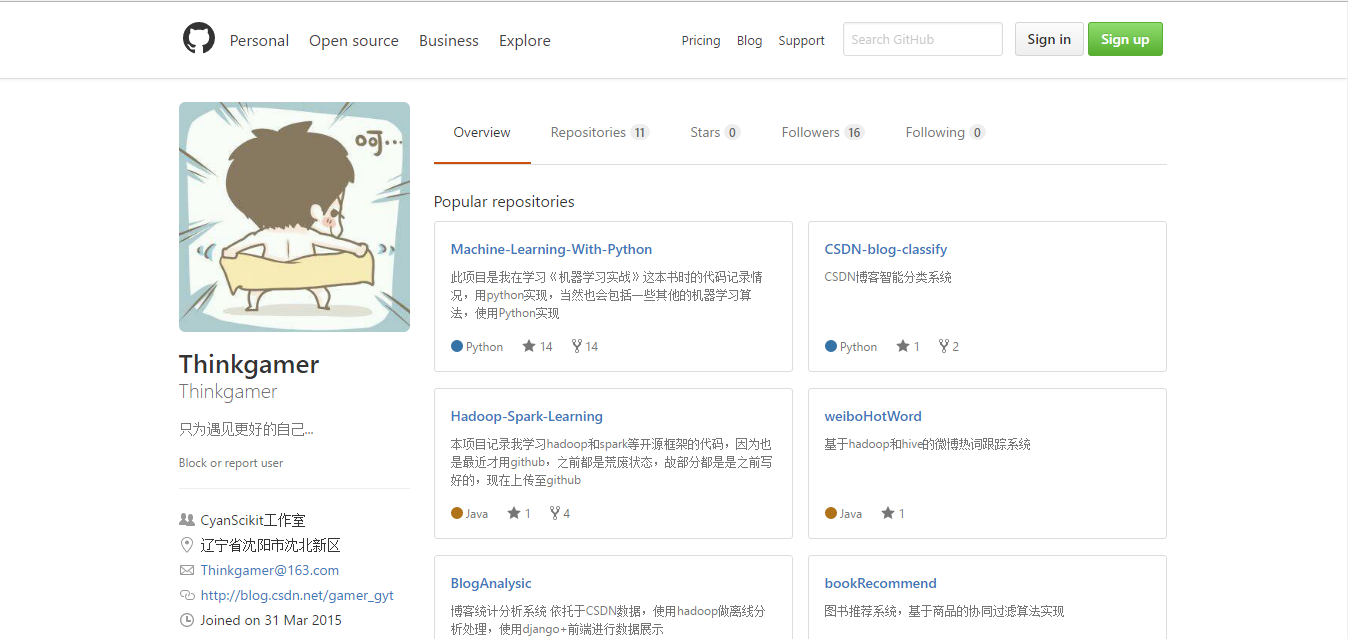 Personal Open source Business Explore Pricing Blog Support Search GitHub Sign in Sign up
呵...
Thinkgamer
Thinkgamer
只为遇见更好的自己...
Block or report user
CyanScikit工作室
辽宁省沈阳市沈北新区
Thinkgamer@163.com
http://blog.csdn.net/gamer_gyt
Joined on 31 Mar 2015
Overview Repositories 11 Stars 0 Followers 16 Following 0
Popular repositories
Machine-Learning-With-Python
此项目是我在学习《机器学习实战》这本书时的代码记录情
况，用python实现，当然也会包括一些其他的机器学习算
法，使用Python实现
Python 14 14
CSDN-blog-classify
CSDN博客智能分类系统
Python 1 2
Hadoop-Spark-Learning
本项目记录我学习hadoop和spark等开源框架的代码，因为也
是最近才用github，之前都是荒废状态，故部分都是是之前写
好的，现在上传至github
Java 1 4
weiboHotWord
基于hadoop和hive的微博热词跟踪系统
Java 1
BlogAnalysic
博客统计分析系统 依托于CSDN数据，使用hadoop做离线分
析处理，使用django+前端进行数据展示
bookRecommend
图书推荐系统，基于商品的协同过滤算法实现